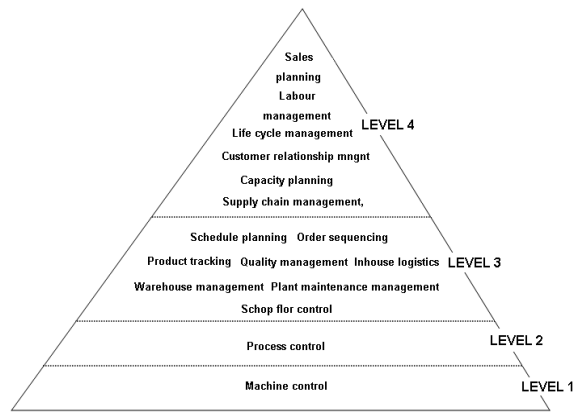 Sales
planning
Labour
management
LEVEL 4
Life cycle management
Customer relationship mngnt
Capacity planning
Supply chain management,
Schedule planning Order sequencing
Product tracking Quality management Inhouse logistics LEVEL 3
Warehouse management Plant maintenance management
Schop flor control
LEVEL 2
Process control
Machine control LEVEL 1